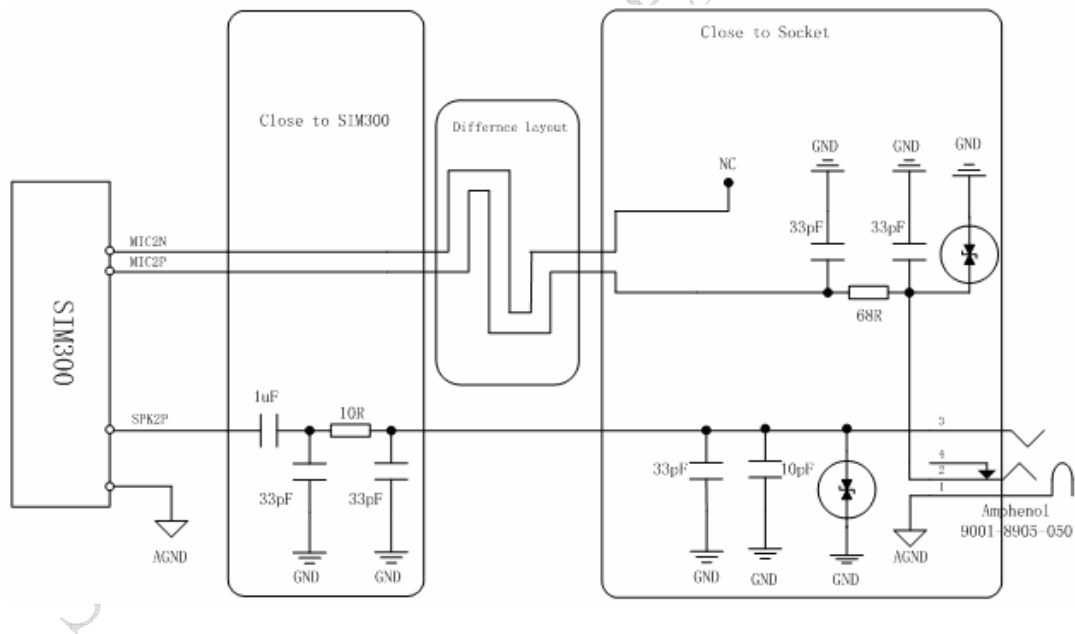 Close to Socket
Close to SIM300
Differnce layout
GND
GND
GND
NC
33pF
33pF
MIC2N
MIC2P
68R
SIM300
1uF
10R
SPK2P
3
4
33pF
10pF
2
33pF
33pF
1
Amphenol
9001-8905-050
AGND
GND
GND
GND
GND
GND
AGND